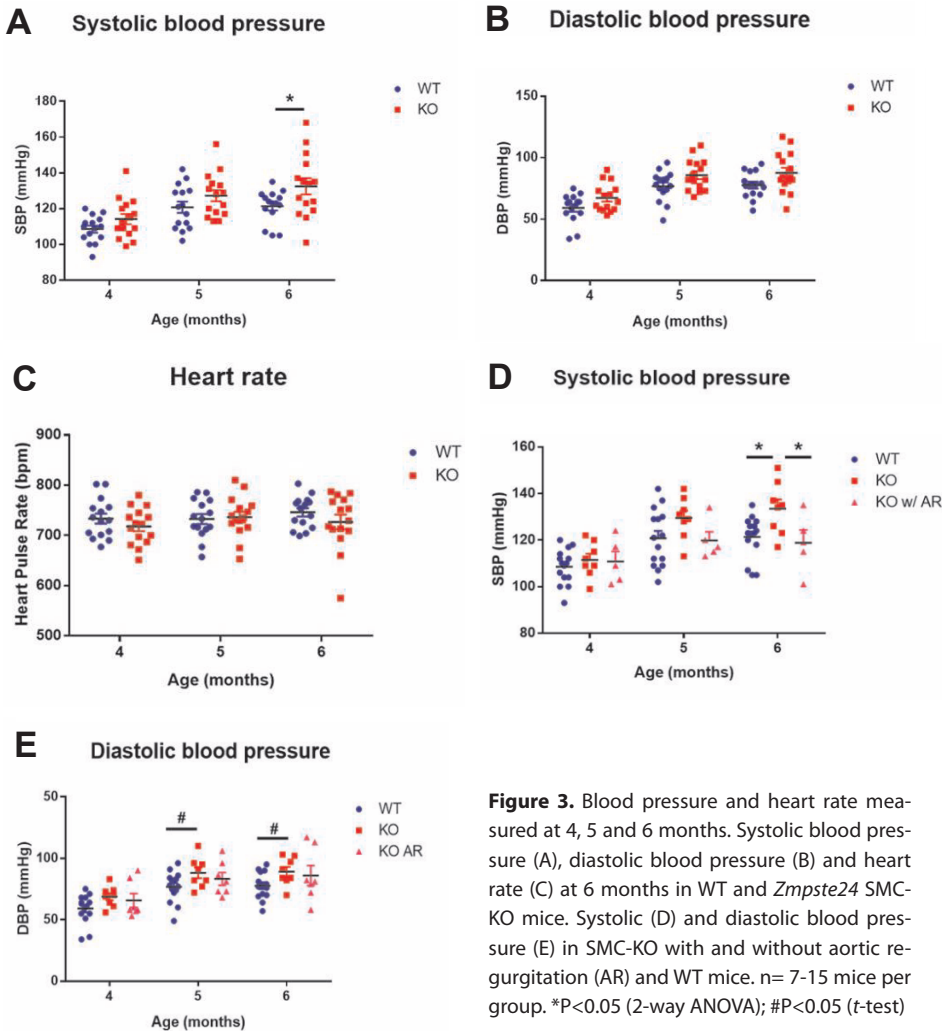 A Systolic blood pressure
WT
KO
*
SBP (mmHg)
180
160
140
120
100
80
4 5 6
Age (months)
B Diastolic blood pressure
WT
KO
DBP (mmHg)
150
100
50
0
4 5 6
Age (months)
C Heart rate
WT
KO
Heart Pulse Rate (bpm)
900
800
700
600
500
4 5 6
Age (months)
D Systolic blood pressure
WT
KO
KO w/ AR
* *
SBP (mmHg)
160
140
120
100
80
4 5 6
Age (months)
E Diastolic blood pressure
WT
KO
KO AR
# #
DBP (mmHg)
50
100
50
0
4 5 6
Age (months)
Figure 3. Blood pressure and heart rate mea-
sured at 4, 5 and 6 months. Systolic blood pres-
sure (A), diastolic blood pressure (B) and heart
rate (C) at 6 months in WT and Zmpste24 SMC-
KO mice. Systolic (D) and diastolic blood pres-
sure (E) in SMC-KO with and without aortic re-
gurgitation (AR) and WT mice. n= 7-15 mice per
group. *P<0.05 (2-way ANOVA); #P<0.05 (t-test)